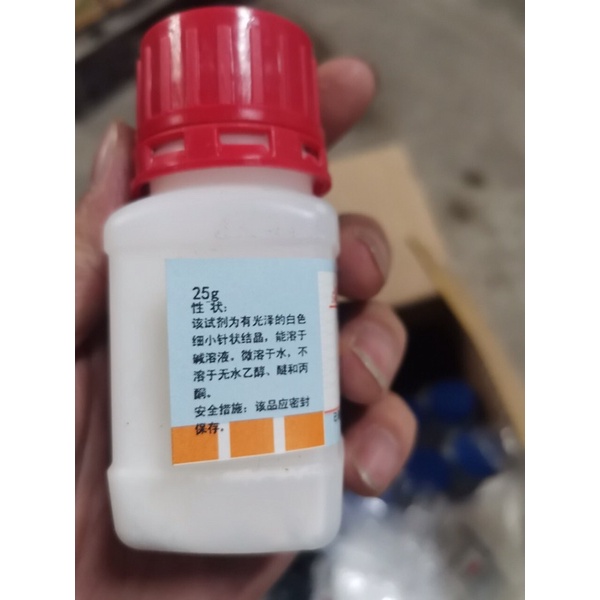 25g
性状:
该试剂为有光泽的白色
细小针状结晶，能溶于
碱溶液。微溶于水，不
溶于无水乙醇、醚和丙
酮。
安全措施：该品应密封
保存。